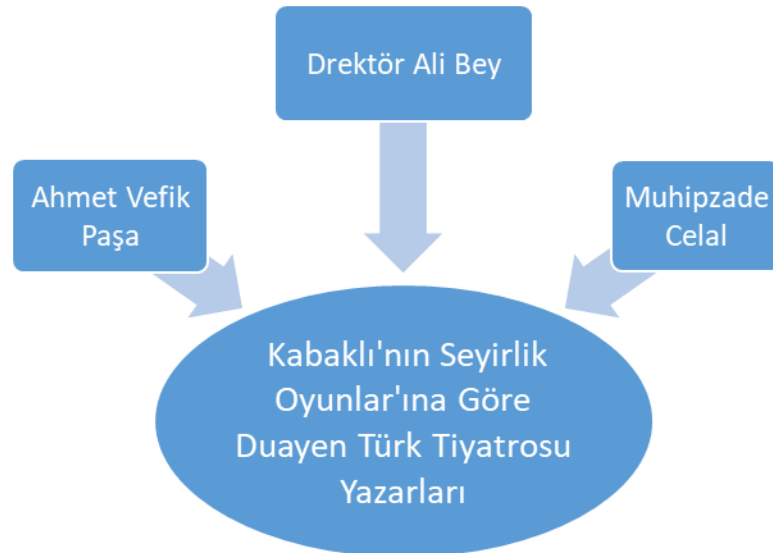 Drektör Ali Bey
Ahmet Vefik
Paşa
Muhipzade
Celal
Kabaklı'nın Seyirlik
Oyunlar'ına Göre
Duayen Türk Tiyatrosu
Yazarları